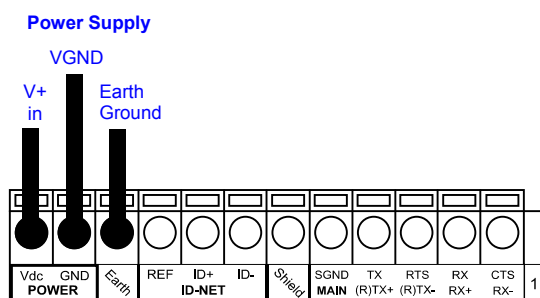 Power Supply
VGND
V+ in
Earth Ground
Vdc GND Earth REF ID+ ID- Shield SGND TX RTS RX CTS
POWER ID-NET MAIN (R)TX+ (R)TX- RX+ RX- 1